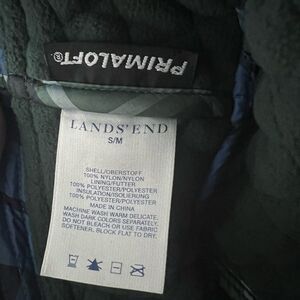 PRIMALOFT®
LANDS' END
S/M
SHELL/OBERSTOFF
100% NYLON/NYLON
LINING/FUTTER
100% POLYESTER/POLYESTER
INSULATION/ISOLIERUNG
100% POLYESTER/POLYESTER
MADE IN CHINA
MACHINE WASH WARM DELICATE.
WASH DARK COLORS SEPARATELY.
DO NOT BLEACH OR USE FABRIC
SOFTENER. BLOCK FLAT TO DRY.